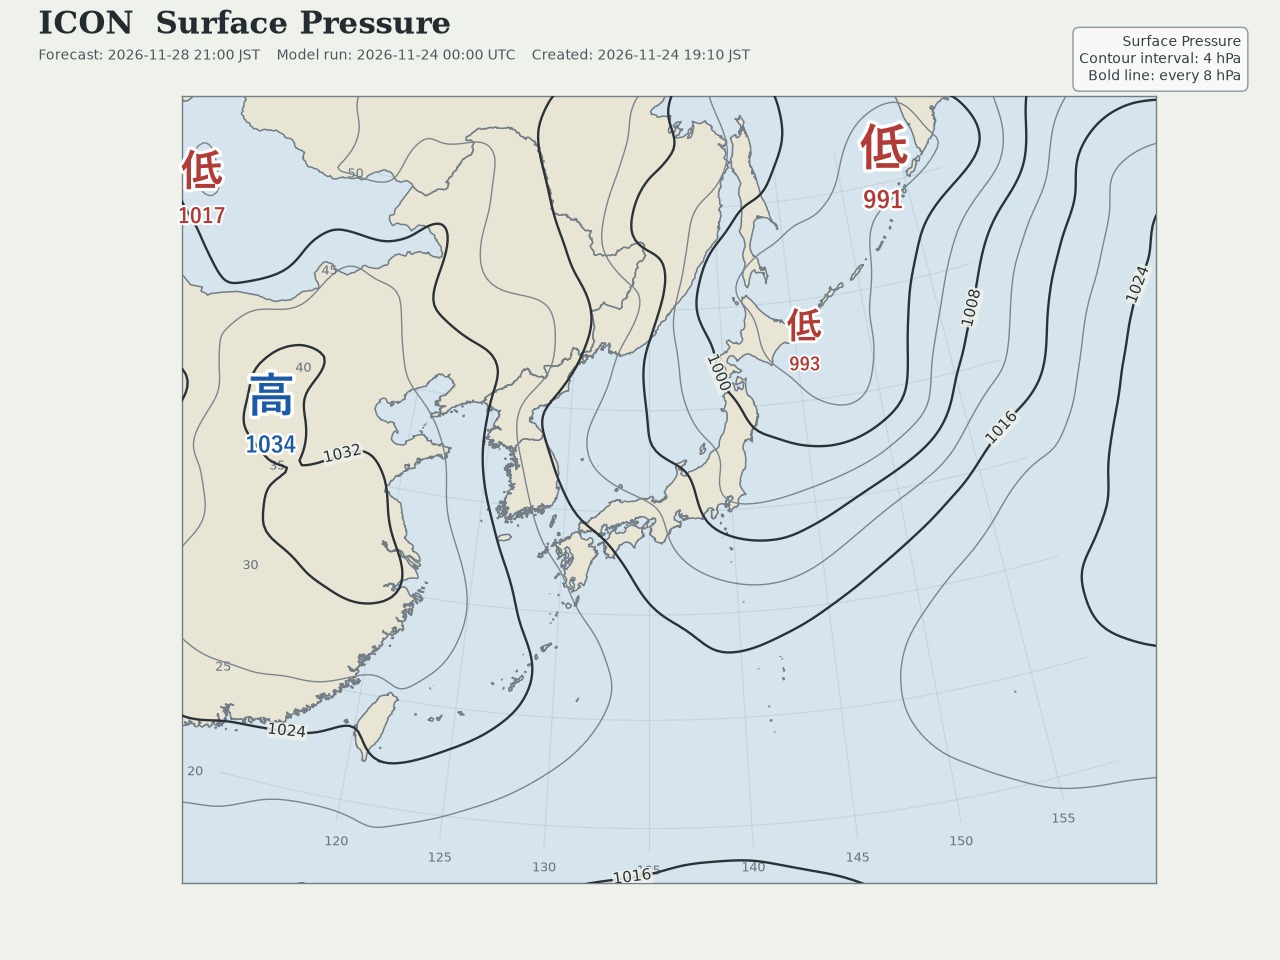 ICON  Surface Pressure
Forecast: 2026-11-28 21:00 JST    Model run: 2026-11-24 00:00 UTC    Created: 2026-11-24 19:10 JST
Surface Pressure
Contour interval: 4 hPa
Bold line: every 8 hPa
低
991
低
1017
50
45
1024
1008
低
993
1000
40
高
1034
1016
1032
35
30
25
1024
20
155
120
150
145
125
130
135
140
1016